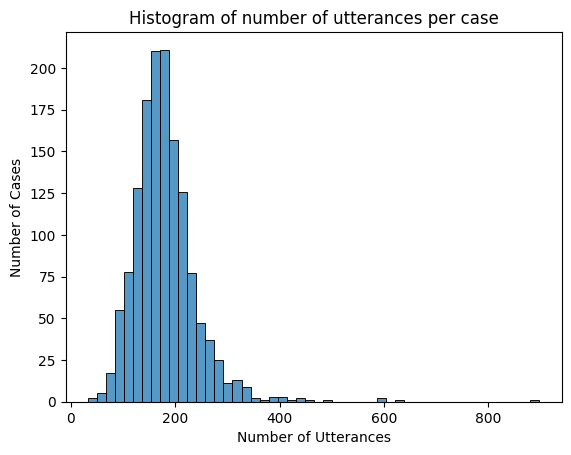 Histogram of number of utterances per case
200
175
150
125
100
75
50
25
0
Number of Cases
0 200 400 600 800
Number of Utterances